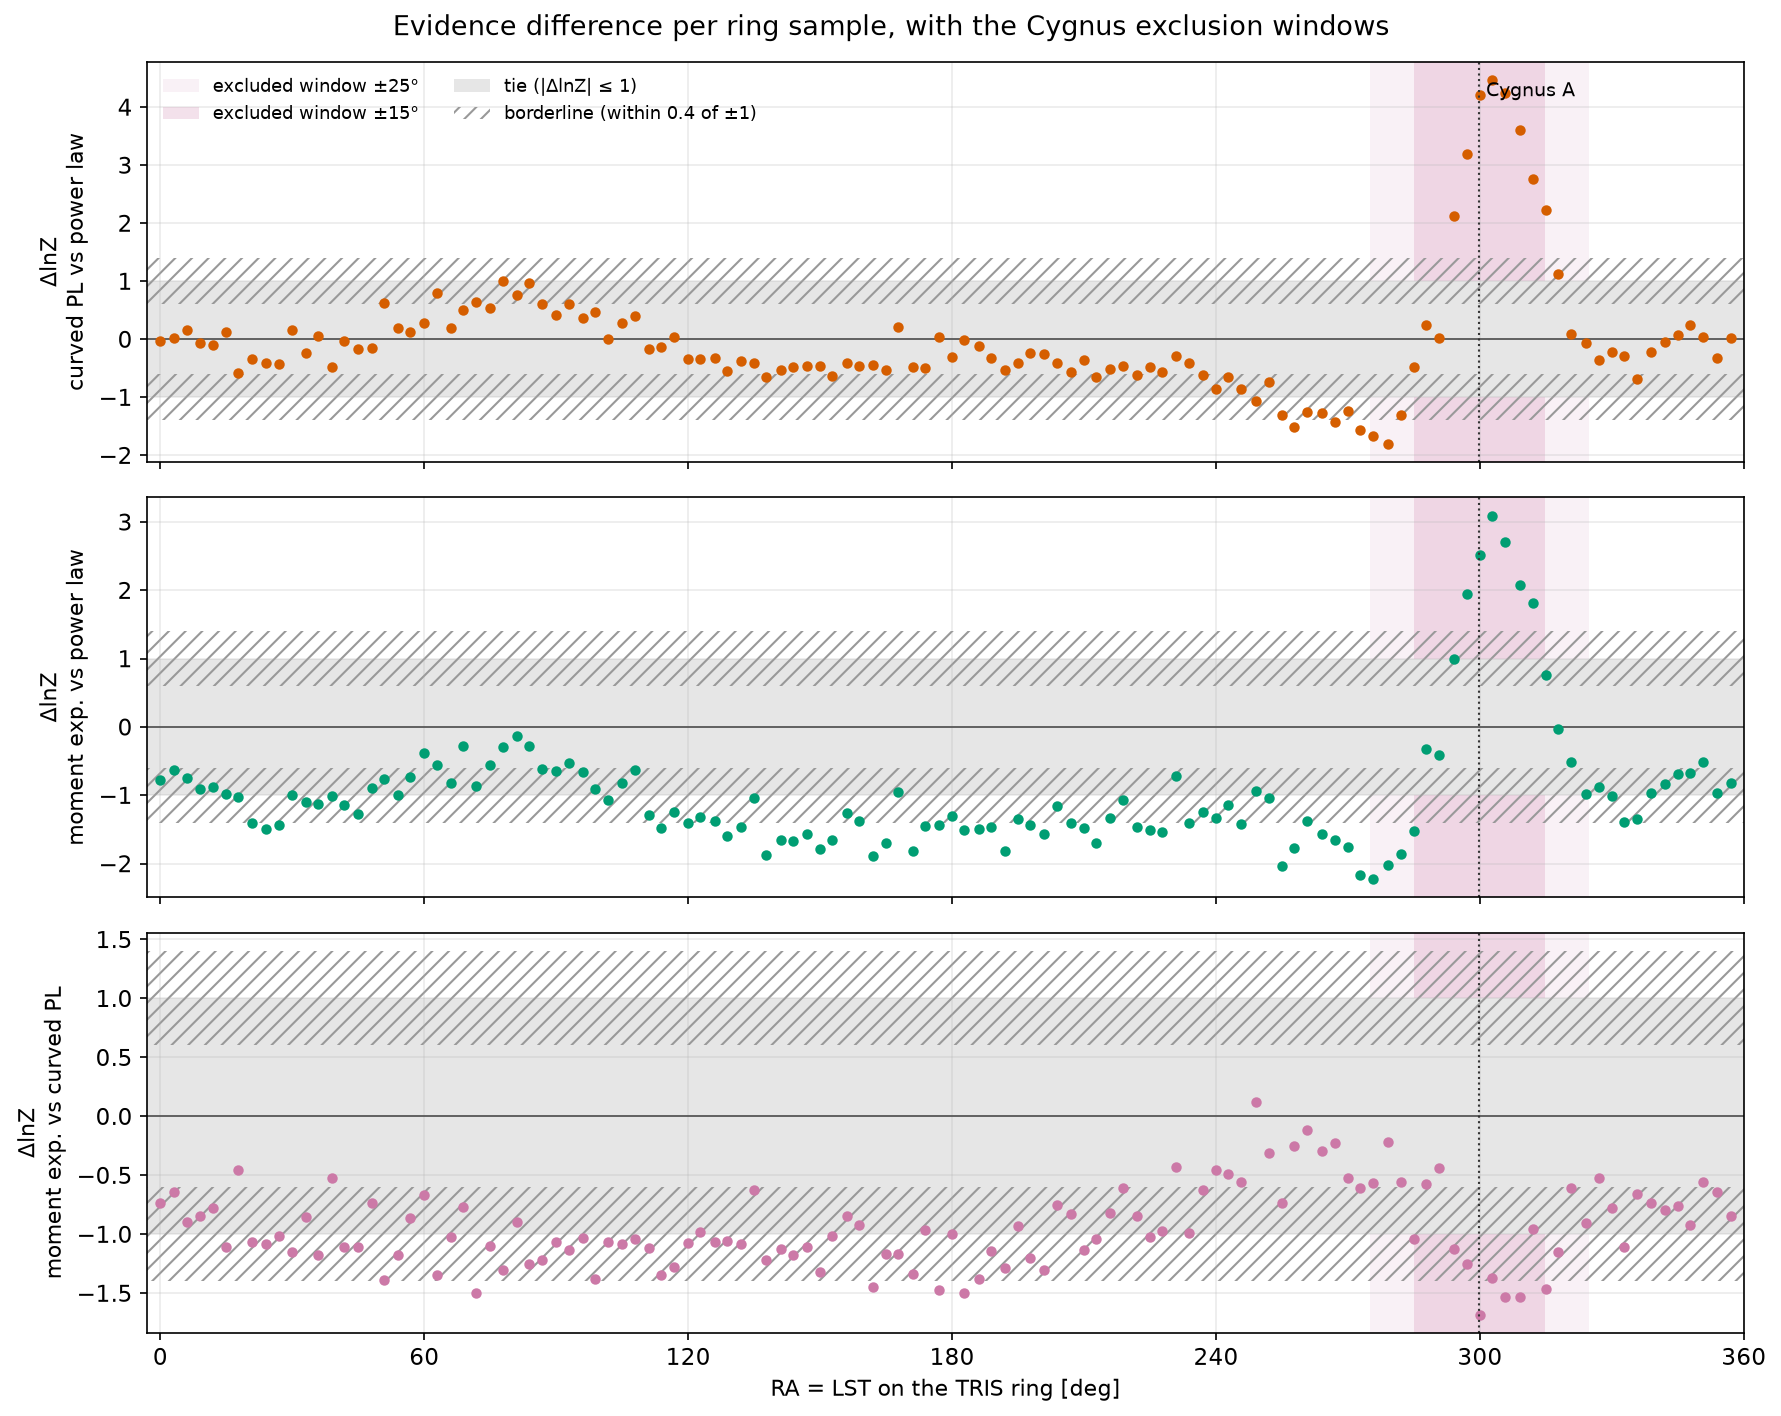 Evidence difference per ring sample, with the Cygnus exclusion windows
excluded window ±25°
excluded window ±15°
tie (|ΔlnZ| ≤ 1)
borderline (within 0.4 of ±1)
Cygnus A
ΔlnZ
curved PL vs power law
4
3
2
1
0
−1
−2
ΔlnZ
moment exp. vs power law
3
2
1
0
−1
−2
ΔlnZ
moment exp. vs curved PL
1.5
1.0
0.5
0.0
−0.5
−1.0
−1.5
0 60 120 180 240 300 360
RA = LST on the TRIS ring [deg]